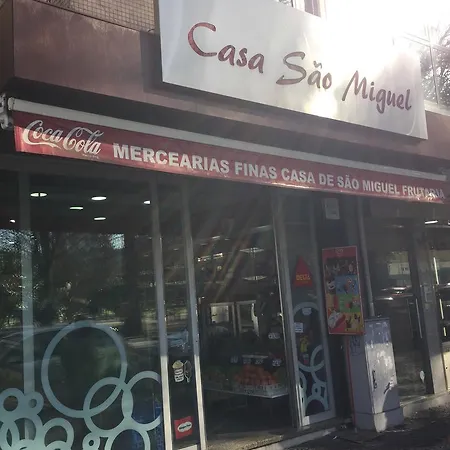 Casa São Miguel
Coca-Cola MERCEARIAS FINAS CASA DE SÃO MIGUEL FRUTARIA